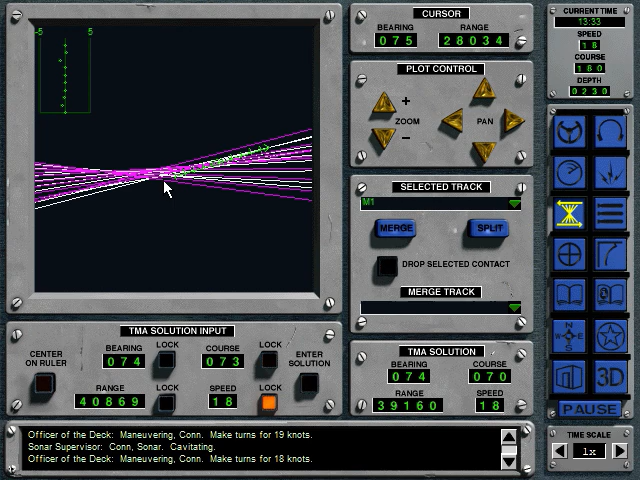 -5 5
CURSOR
BEARING RANGE
075 28034
PLOT CONTROL
+
ZOOM
−
PAN
SELECTED TRACK
M1
MERGE SPLIT
DROP SELECTED CONTACT
MERGE TRACK
TMA SOLUTION INPUT
CENTER ON RULER
BEARING
074
LOCK
COURSE
073
LOCK
ENTER SOLUTION
RANGE
40869
LOCK
SPEED
18
LOCK
TMA SOLUTION
BEARING COURSE
074 070
RANGE SPEED
39160 18
Officer of the Deck: Maneuvering, Conn. Make turns for 19 knots.
Sonar Supervisor: Conn, Sonar. Cavitating.
Officer of the Deck: Maneuvering, Conn. Make turns for 18 knots.
CURRENT TIME
13:33
SPEED
18
COURSE
180
DEPTH
0230
N
W E
S
3D
PAUSE
TIME SCALE
1x